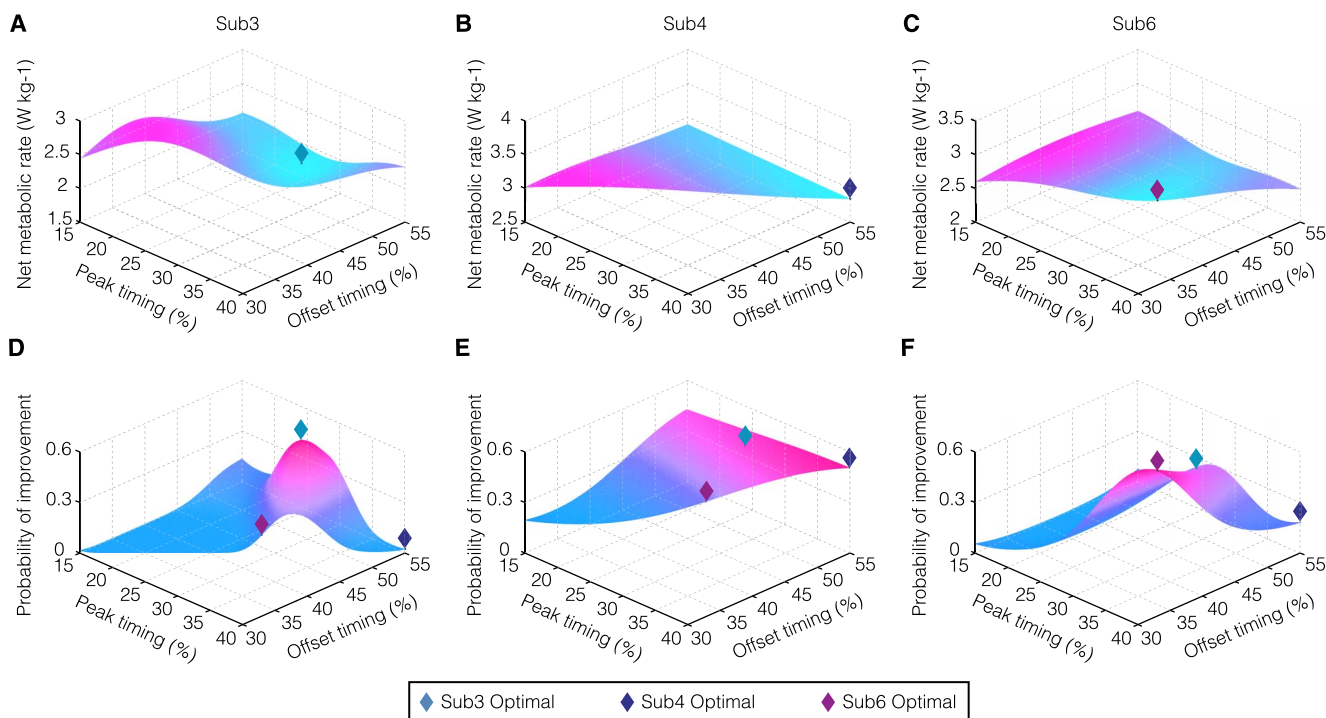 A Sub3
B Sub4
C Sub6
Net metabolic rate (W kg-1)
3
2.5
2
1.5
15 20 25 30 35 40
Peak timing (%)
30 35 40 45 50 55
Offset timing (%)
Net metabolic rate (W kg-1)
4
3.5
3
2.5
15 20 25 30 35 40
Peak timing (%)
30 35 40 45 50 55
Offset timing (%)
Net metabolic rate (W kg-1)
3.5
3
2.5
2
15 20 25 30 35 40
Peak timing (%)
30 35 40 45 50 55
Offset timing (%)
D
Probability of improvement
0.6
0.3
0
15 20 25 30 35 40
Peak timing (%)
30 35 40 45 50 55
Offset timing (%)
E
Probability of improvement
0.6
0.3
0
15 20 25 30 35 40
Peak timing (%)
30 35 40 45 50 55
Offset timing (%)
F
Probability of improvement
0.6
0.3
0
15 20 25 30 35 40
Peak timing (%)
30 35 40 45 50 55
Offset timing (%)
Sub3 Optimal Sub4 Optimal Sub6 Optimal